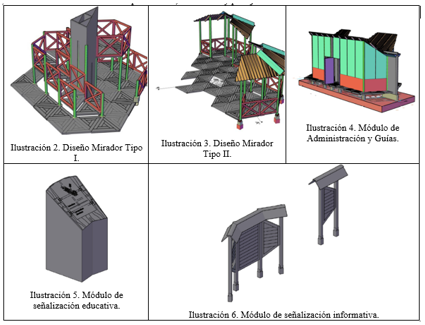 Ilustración 2. Diseño Mirador Tipo
I.
Ilustración 3. Diseño Mirador
Tipo II.
Ilustración 4. Módulo de
Administración y Guías.
Ilustración 5. Módulo de
señalización educativa.
Ilustración 6. Módulo de señalización informativa.